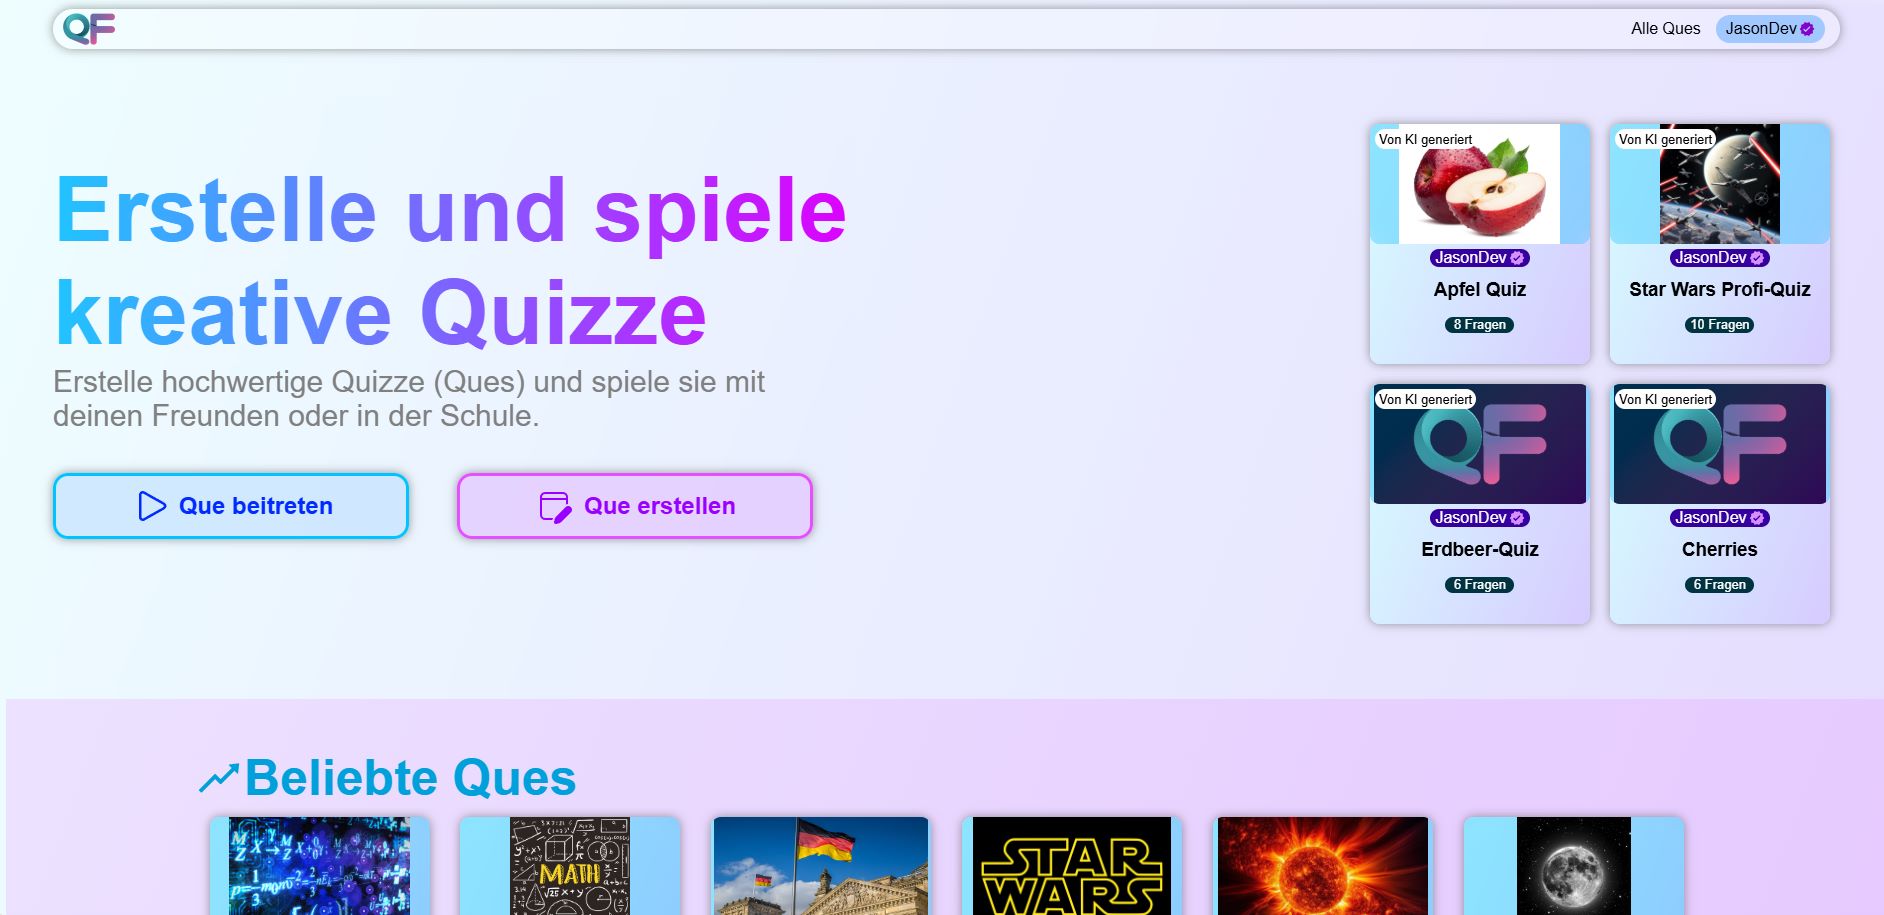 QF
Alle Ques
JasonDev
Erstelle und spiele
kreative Quizze
Erstelle hochwertige Quizze (Ques) und spiele sie mit
deinen Freunden oder in der Schule.
Que beitreten
Que erstellen
Von KI generiert
JasonDev
Apfel Quiz
8 Fragen
Von KI generiert
JasonDev
Star Wars Profi-Quiz
10 Fragen
Von KI generiert
QF
JasonDev
Erdbeer-Quiz
6 Fragen
Von KI generiert
QF
JasonDev
Cherries
6 Fragen
Beliebte Ques
MATH
STAR
WARS